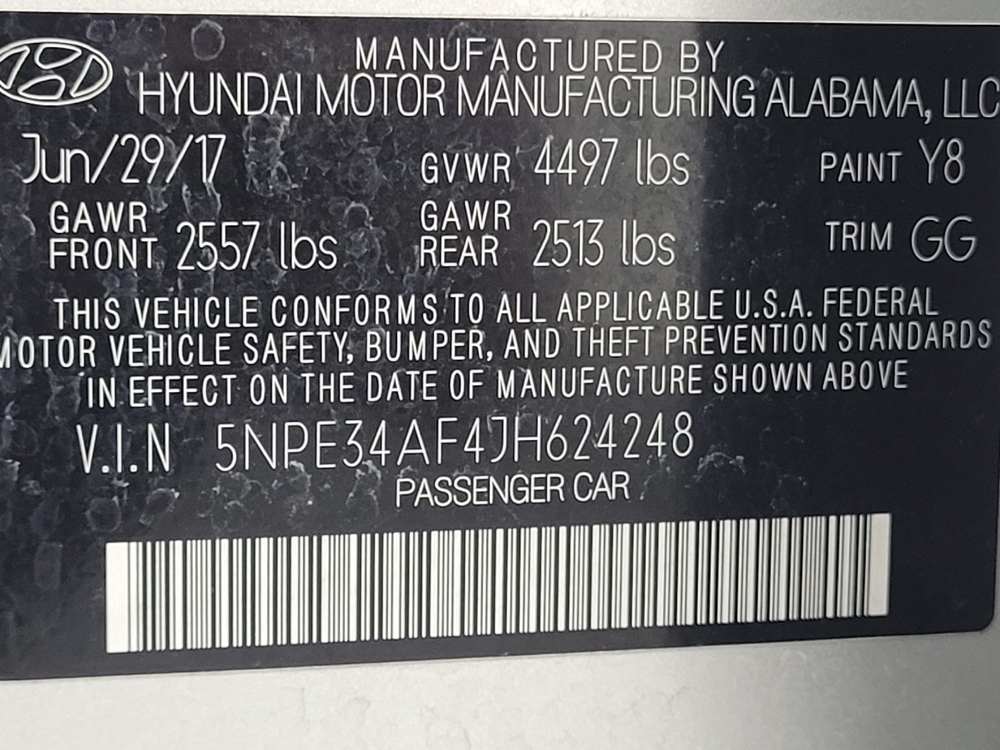 MANUFACTURED BY
HYUNDAI MOTOR MANUFACTURING ALABAMA, LLC
Jun/29/17 GVWR 4497 lbs PAINT Y8
GAWR FRONT 2557 lbs GAWR REAR 2513 lbs TRIM GG
THIS VEHICLE CONFORMS TO ALL APPLICABLE U.S.A. FEDERAL
MOTOR VEHICLE SAFETY, BUMPER, AND THEFT PREVENTION STANDARDS
IN EFFECT ON THE DATE OF MANUFACTURE SHOWN ABOVE
V.I.N 5NPE34AF4JH624248
PASSENGER CAR